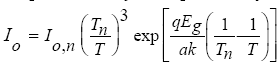 I_o = I_{o,n} (T_n / T)^3 exp[ (qE_g / ak) (1/T_n - 1/T) ]